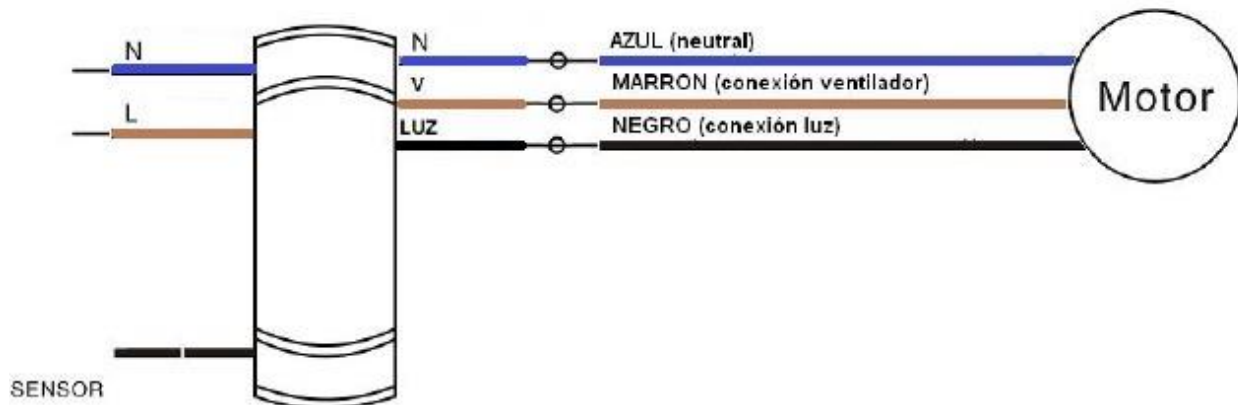 N
L
N
V
LUZ
AZUL (neutral)
MARRON (conexión ventilador)
NEGRO (conexión luz)
Motor
SENSOR